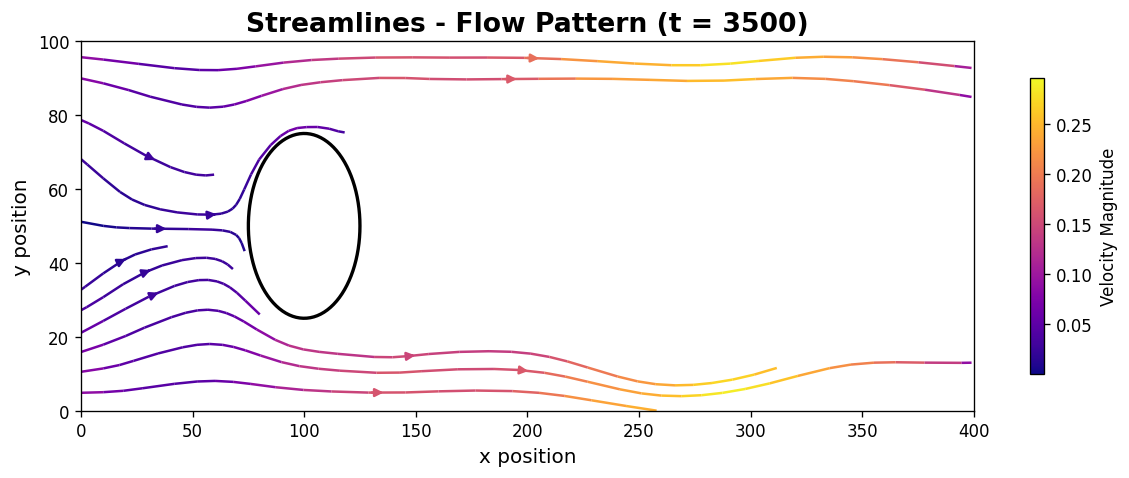 Streamlines - Flow Pattern (t = 3500)
100
80
60
40
20
0
y position
0 50 100 150 200 250 300 350 400
x position
0.25
0.20
0.15
0.10
0.05
Velocity Magnitude